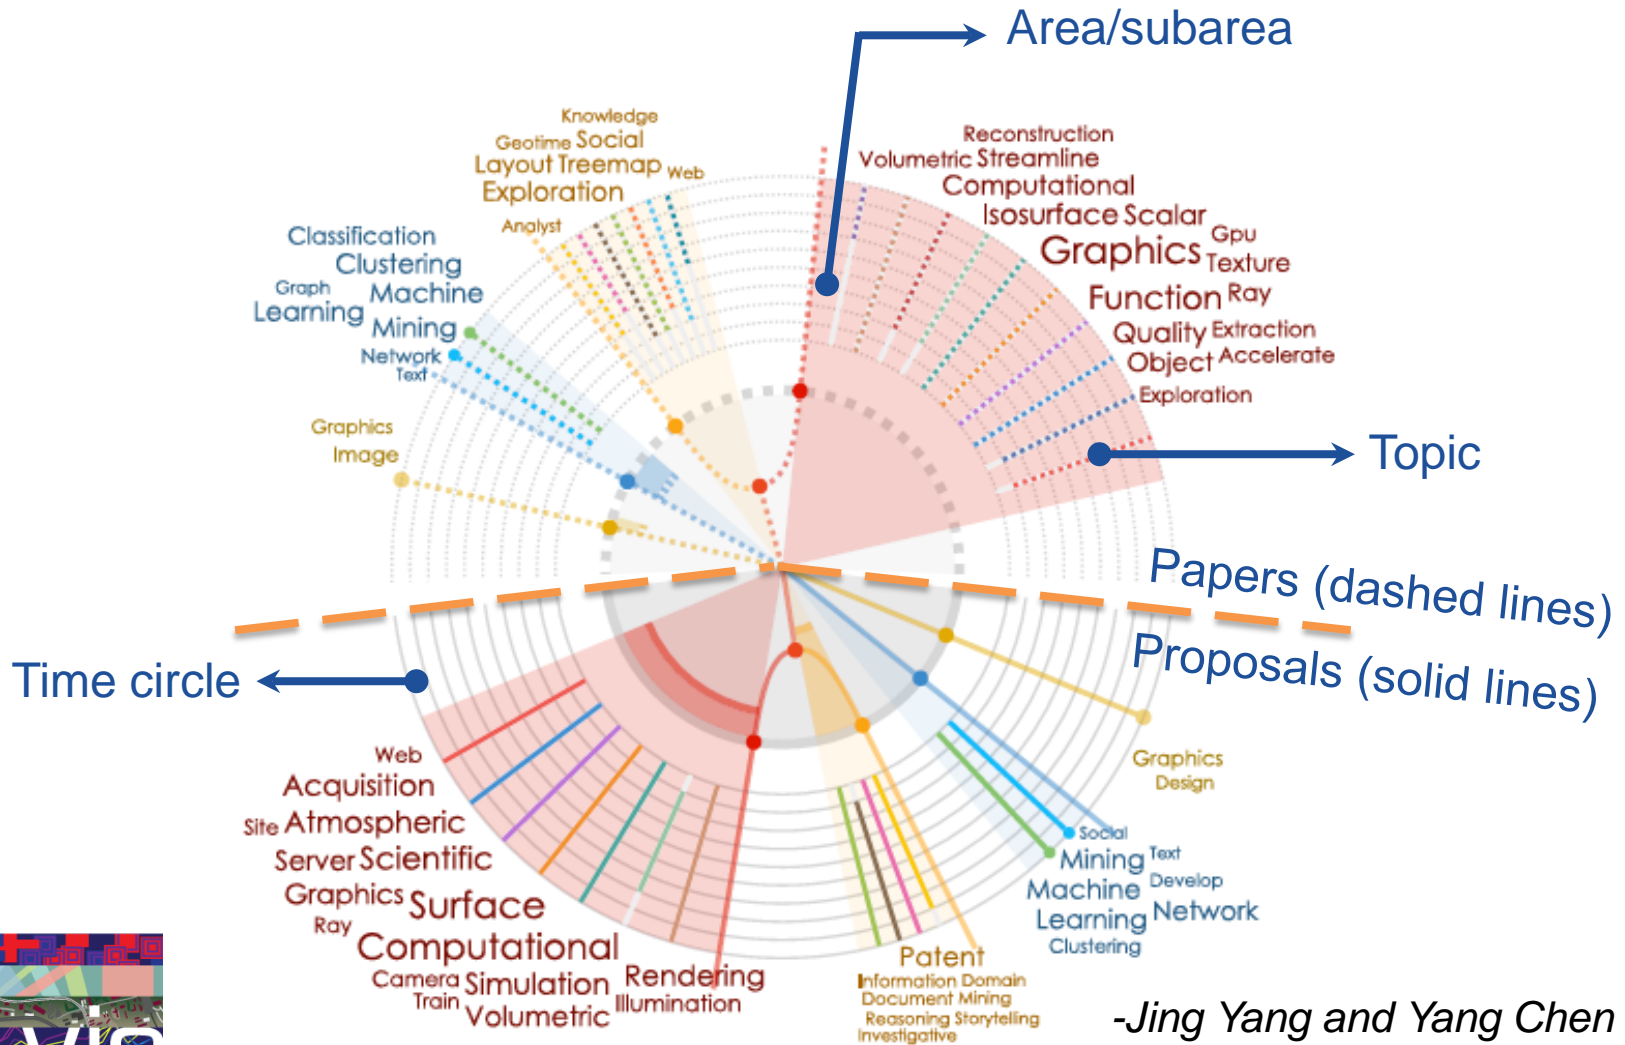 Area/subarea
Knowledge
Geotime Social
Layout Treemap Web
Exploration
Analyst
Reconstruction
Volumetric Streamline
Computational
Isosurface Scalar
Graphics Gpu
Texture
Function Ray
Quality Extraction
Object Accelerate
Exploration
Classification
Clustering
Graph Machine
Learning Mining
Network
Text
Graphics
Image
Topic
Papers (dashed lines)
Proposals (solid lines)
Time circle
Web
Acquisition
Site Atmospheric
Server Scientific
Graphics Surface
Ray
Computational
Camera Simulation Rendering
Train Volumetric Illumination
Graphics
Design
Social
Mining Text
Machine Develop
Learning Network
Clustering
Patent
Information Domain
Document Mining
Reasoning Storytelling
Investigative
-Jing Yang and Yang Chen